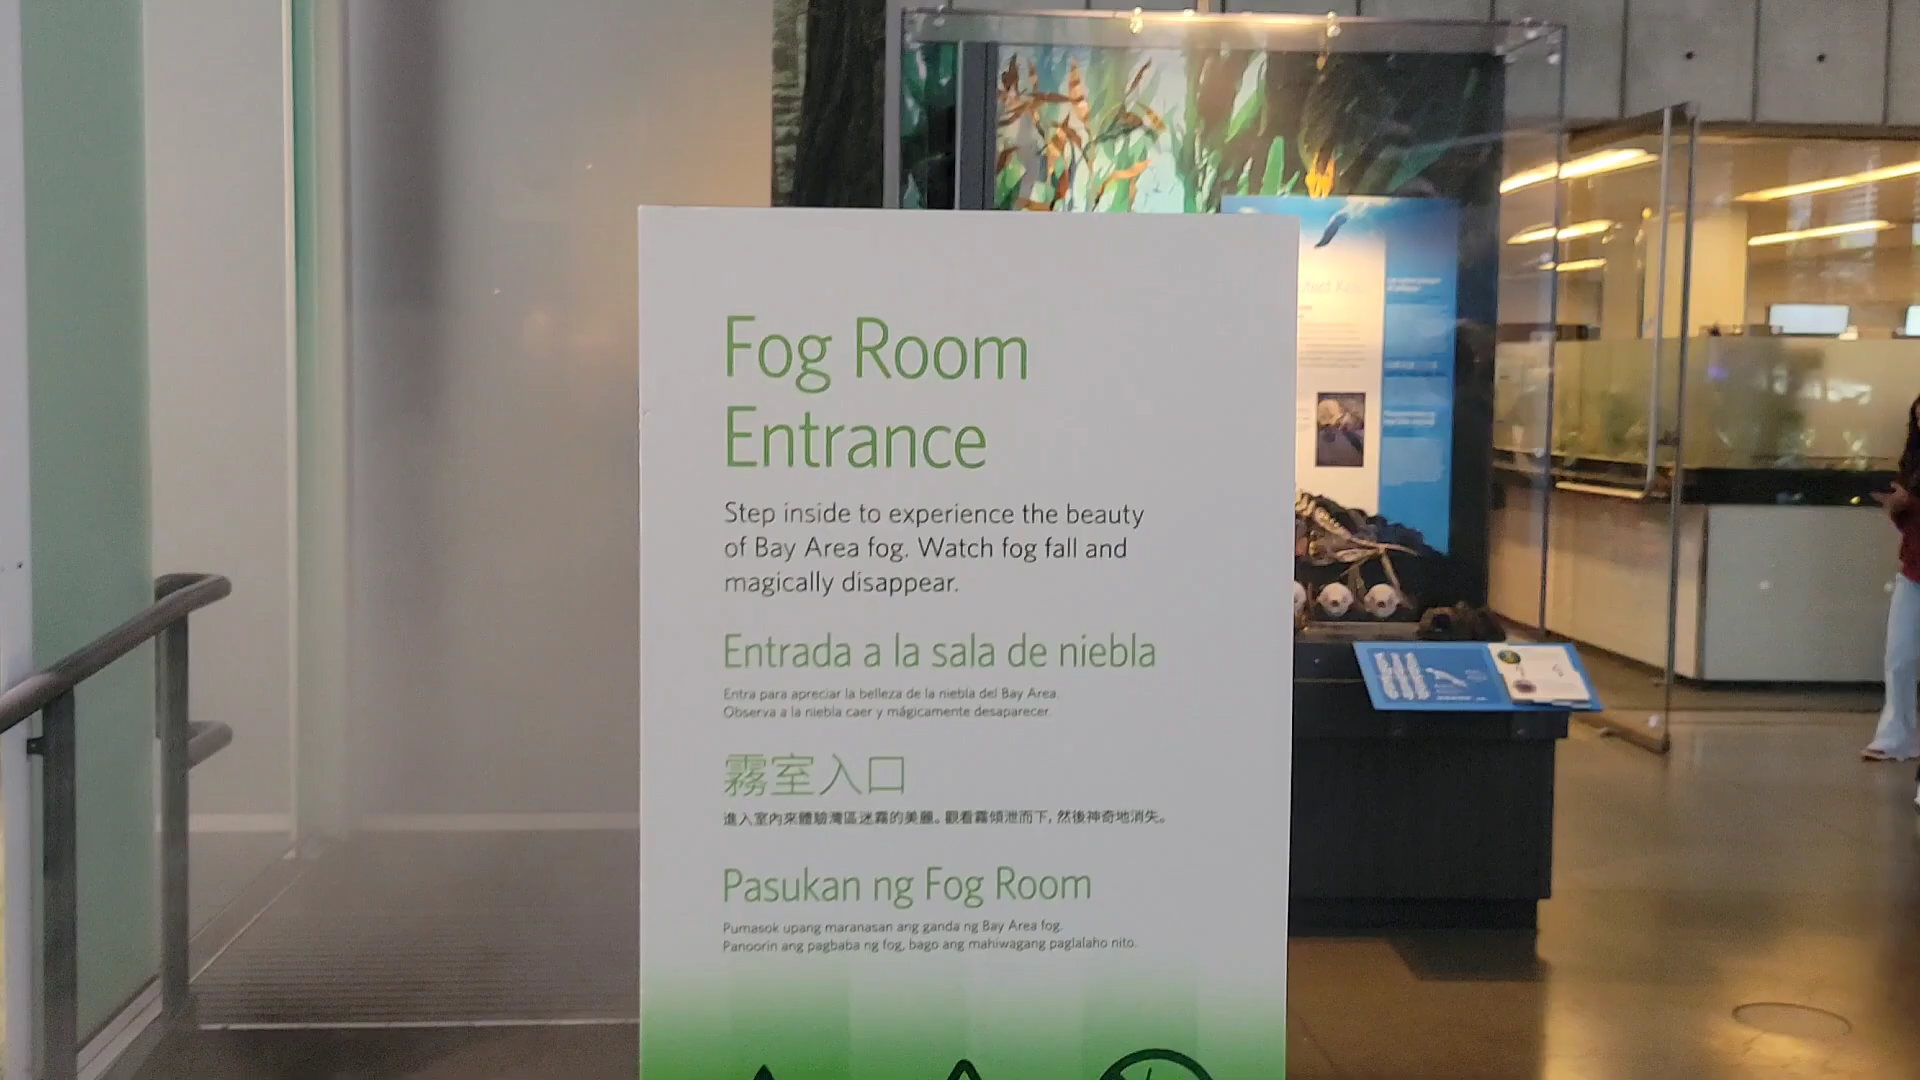 Fog Room
Entrance
Step inside to experience the beauty
of Bay Area fog. Watch fog fall and
magically disappear.
Entrada a la sala de niebla
Entra para apreciar la belleza de la niebla del Bay Area.
Observa a la niebla caer y mágicamente desaparecer.
霧室入口
進入室內來體驗灣區迷霧的美麗。觀看霧傾泄而下, 然後神奇地消失。
Pasukan ng Fog Room
Pumasok upang maranasan ang ganda ng Bay Area fog.
Panoorin ang pagbaba ng fog, bago ang mahiwagang paglalaho nito.